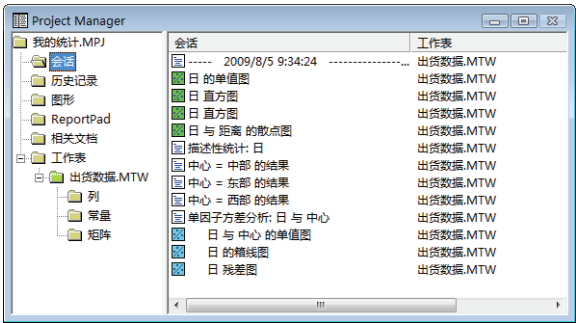 Project Manager
我的统计.MPJ
会话
历史记录
图形
ReportPad
相关文档
工作表
出货数据.MTW
列
常量
矩阵
会话 工作表
----- 2009/8/5 9:34:24 ---------------... 出货数据.MTW
日 的单值图 出货数据.MTW
日 直方图 出货数据.MTW
日 直方图 出货数据.MTW
日 与 距离 的散点图 出货数据.MTW
描述性统计: 日 出货数据.MTW
中心 = 中部 的结果 出货数据.MTW
中心 = 东部 的结果 出货数据.MTW
中心 = 西部 的结果 出货数据.MTW
单因子方差分析: 日 与 中心 出货数据.MTW
日 与 中心 的单值图 出货数据.MTW
日 的箱线图 出货数据.MTW
日 残差图 出货数据.MTW